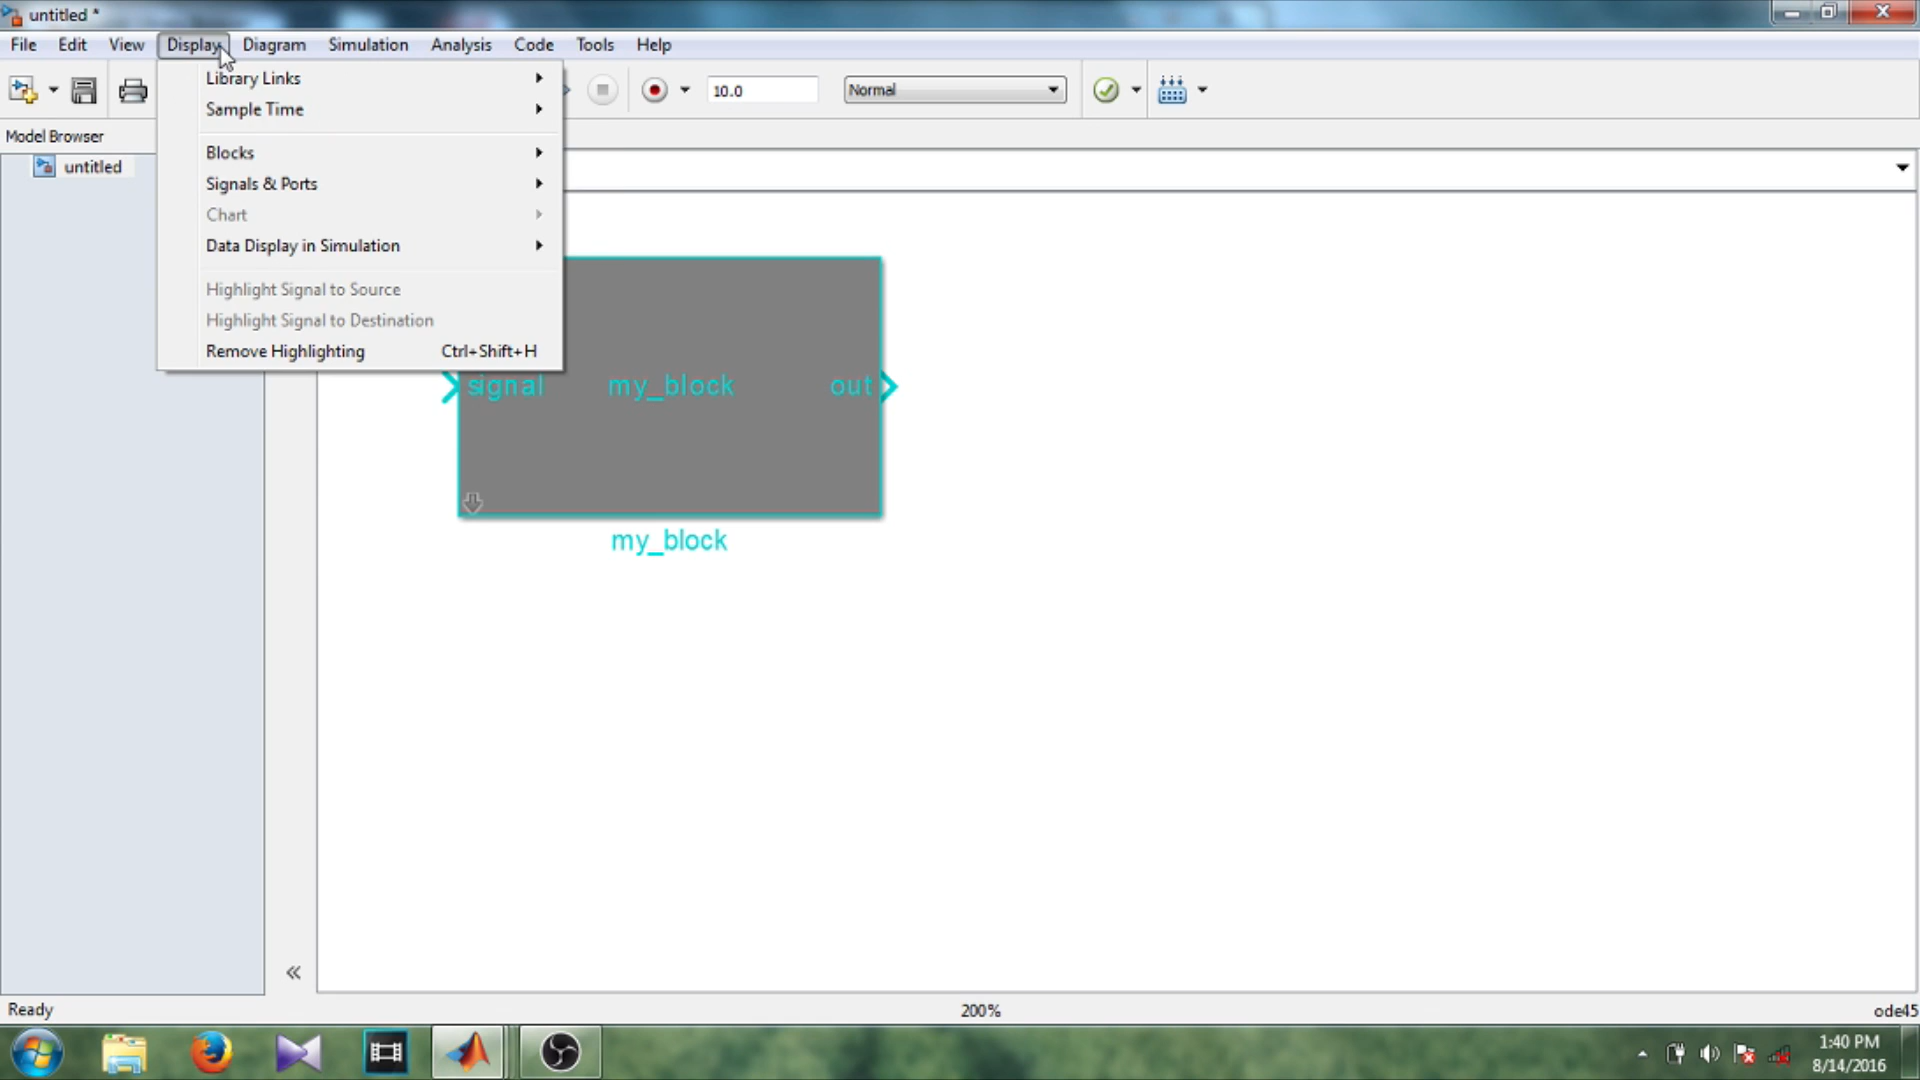 untitled *
File Edit View Display Diagram Simulation Analysis Code Tools Help
10.0 Normal
Model Browser
untitled
Library Links
Sample Time
Blocks
Signals & Ports
Chart
Data Display in Simulation
Highlight Signal to Source
Highlight Signal to Destination
Remove Highlighting Ctrl+Shift+H
signal my_block out
my_block
Ready 200% ode45
1:40 PM
8/14/2016